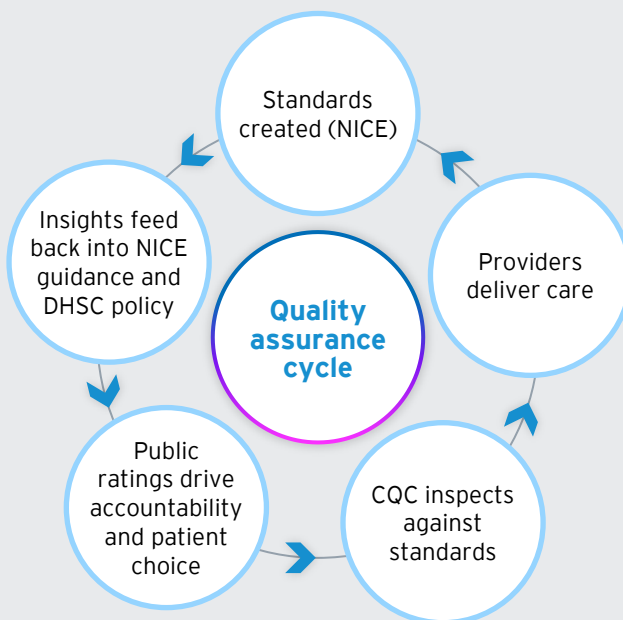 Standards
created (NICE)
Insights feed
back into NICE
guidance and
DHSC policy
Providers
deliver care
Quality
assurance
cycle
Public
ratings drive
accountability
and patient
choice
CQC inspects
against
standards